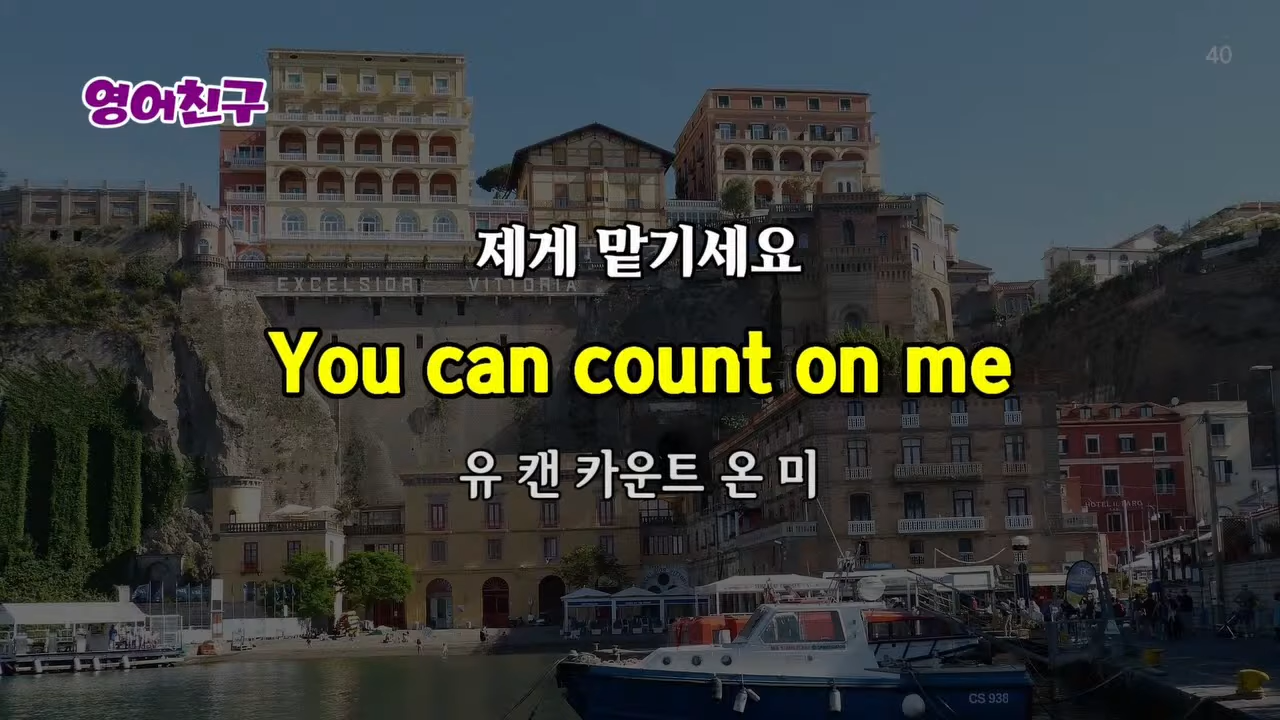 40
영어친구
제게 맡기세요
EXCELSIOR VITTORIA
You can count on me
유 캔 카운트 온 미
CS 938